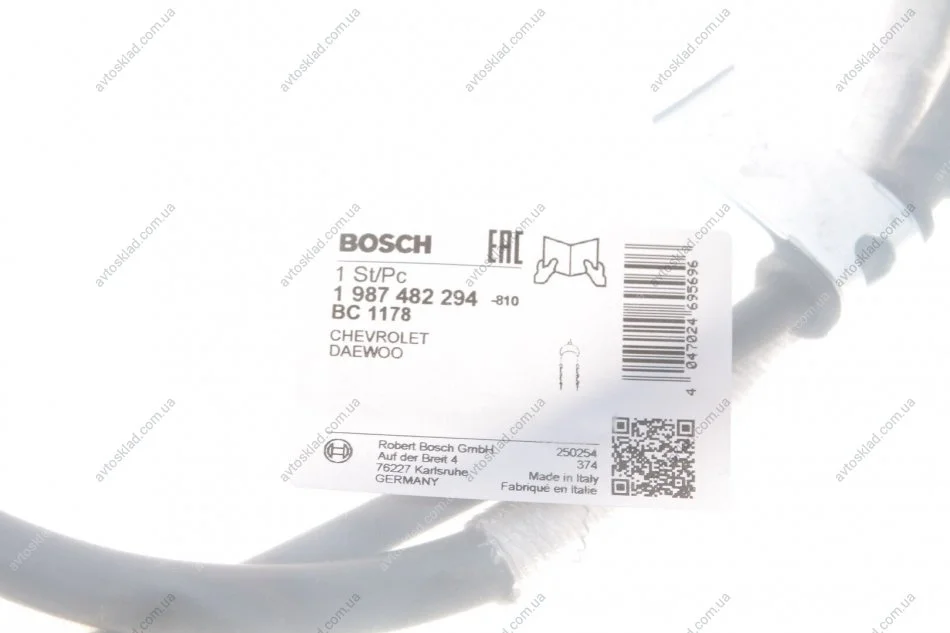 BOSCH EAC
1 St/Pc
1 987 482 294 -810
BC 1178
CHEVROLET
DAEWOO
4 047024 695696
Robert Bosch GmbH
Auf der Breit 4
76227 Karlsruhe
GERMANY
250254
374
Made in Italy
Fabriqué en Italie
avtosklad.com.ua